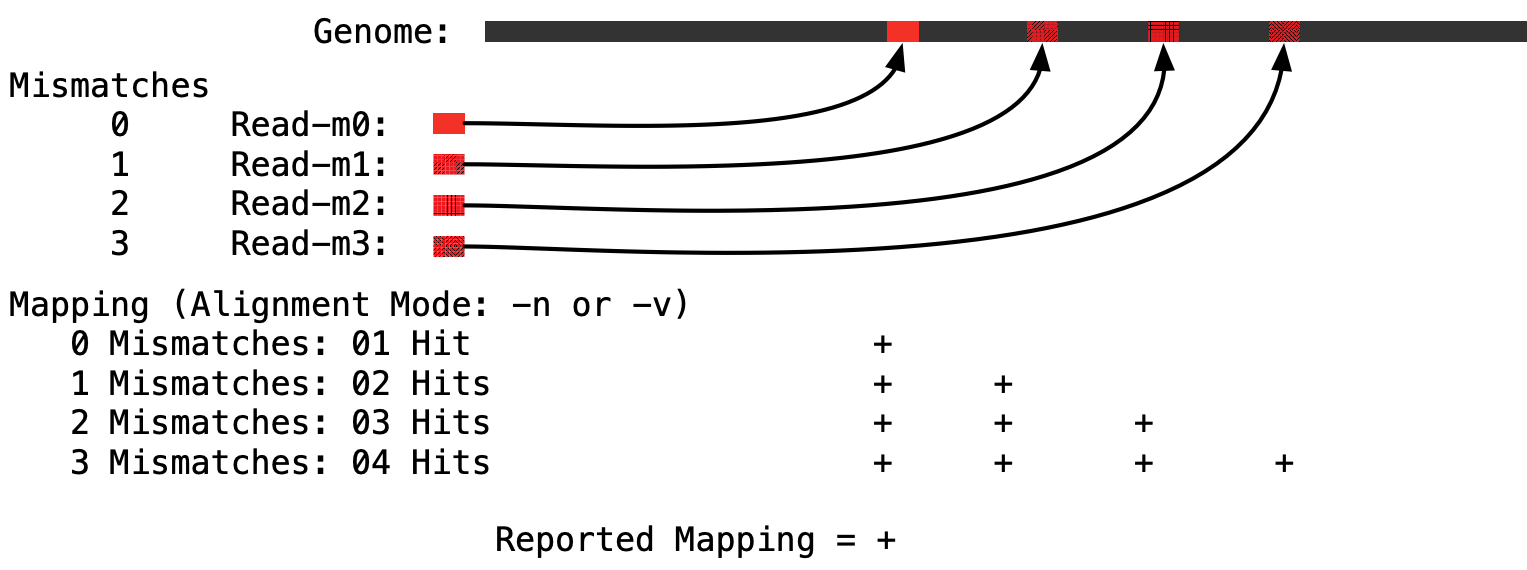 Genome:
Mismatches
0 Read-m0:
1 Read-m1:
2 Read-m2:
3 Read-m3:
Mapping (Alignment Mode: -n or -v)
0 Mismatches: 01 Hit +
1 Mismatches: 02 Hits + +
2 Mismatches: 03 Hits + + +
3 Mismatches: 04 Hits + + + +
Reported Mapping = +